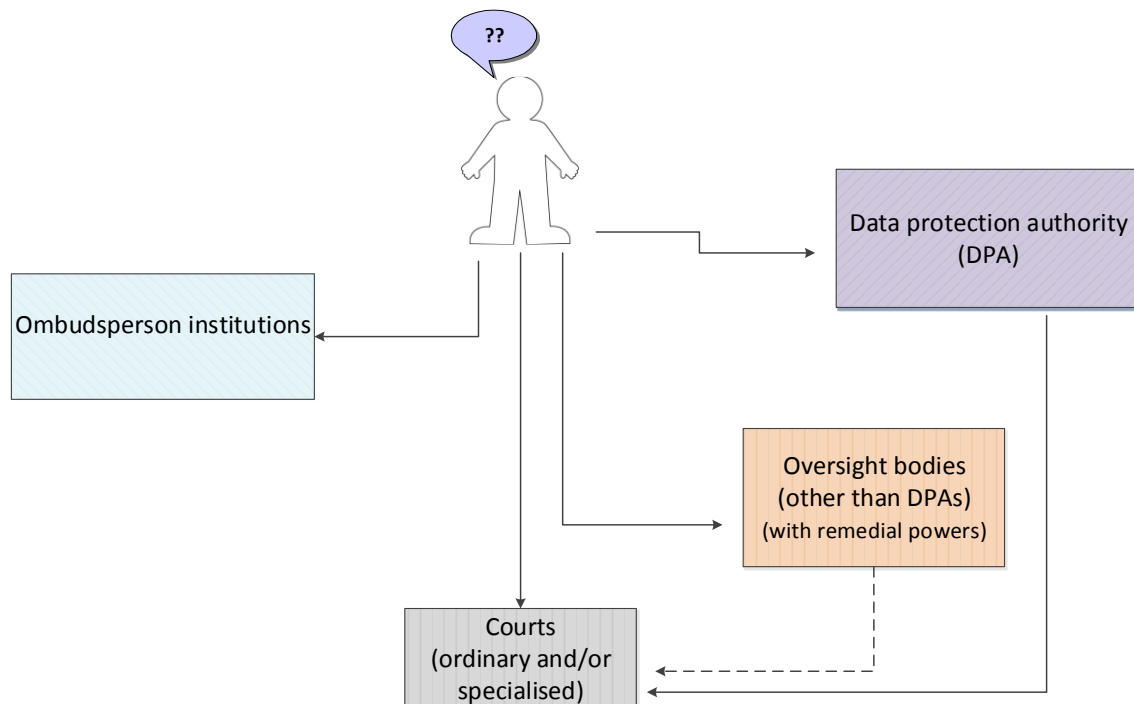 ??
Data protection authority
(DPA)
Ombudsperson institutions
Oversight bodies
(other than DPAs)
(with remedial powers)
Courts
(ordinary and/or
specialised)